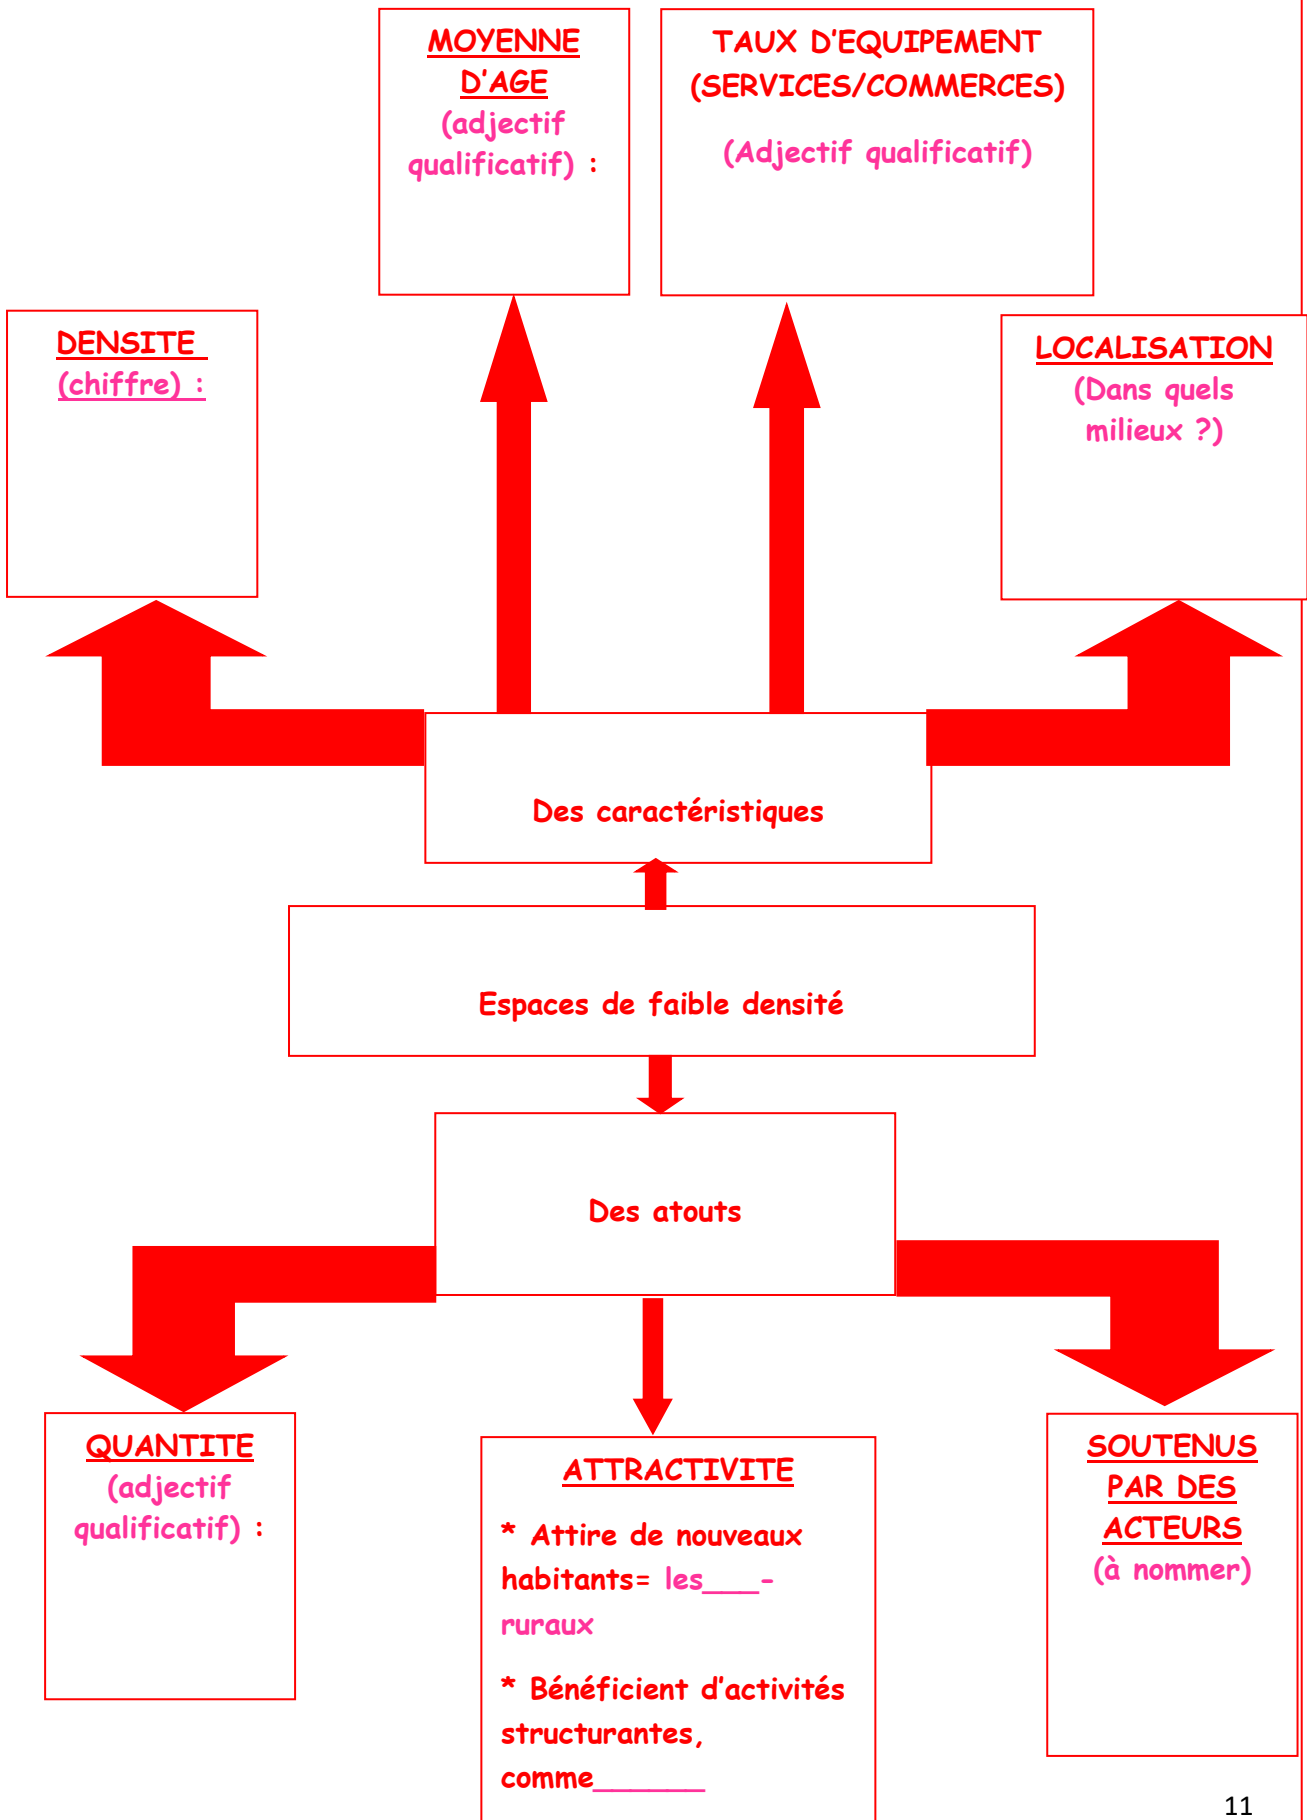 MOYENNE
D'AGE
(adjectif
qualificatif) :
TAUX D'EQUIPEMENT
(SERVICES/COMMERCES)
(Adjectif qualificatif)
DENSITE
(chiffre) :
LOCALISATION
(Dans quels
milieux ?)
Des caractéristiques
Espaces de faible densité
Des atouts
QUANTITE
(adjectif
qualificatif) :
ATTRACTIVITE
* Attire de nouveaux
habitants= les___-
ruraux
* Bénéficient d'activités
structurantes,
comme______
SOUTENUS
PAR DES
ACTEURS
(à nommer)
11